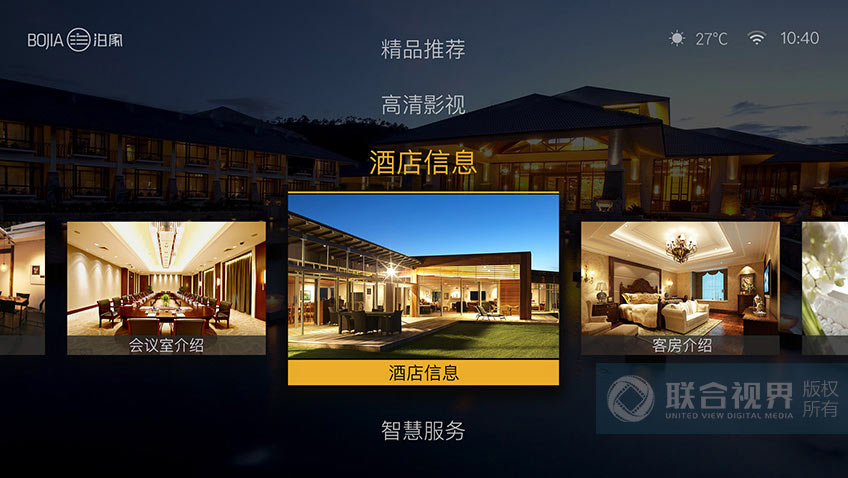 BOJIA 泊家
27℃ 10:40
精品推荐
高清影视
酒店信息
会议室介绍
酒店信息
客房介绍
智慧服务
联合视界
UNITED VIEW DIGITAL MEDIA
版权
所有